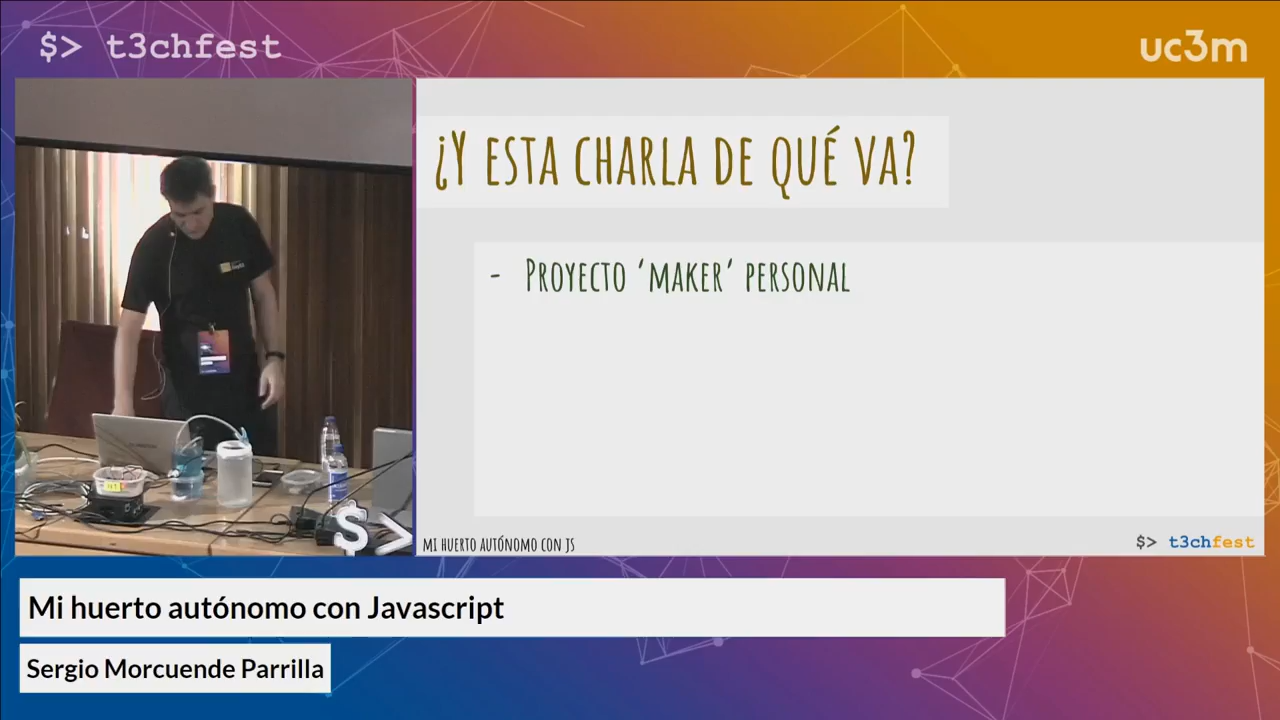 $> t3chfest
uc3m
¿Y ESTA CHARLA DE QUÉ VA?
- PROYECTO ‘MAKER’ PERSONAL
MI HUERTO AUTÓNOMO CON JS
$> t3chfest
$>
Mi huerto autónomo con Javascript
Sergio Morcuende Parrilla